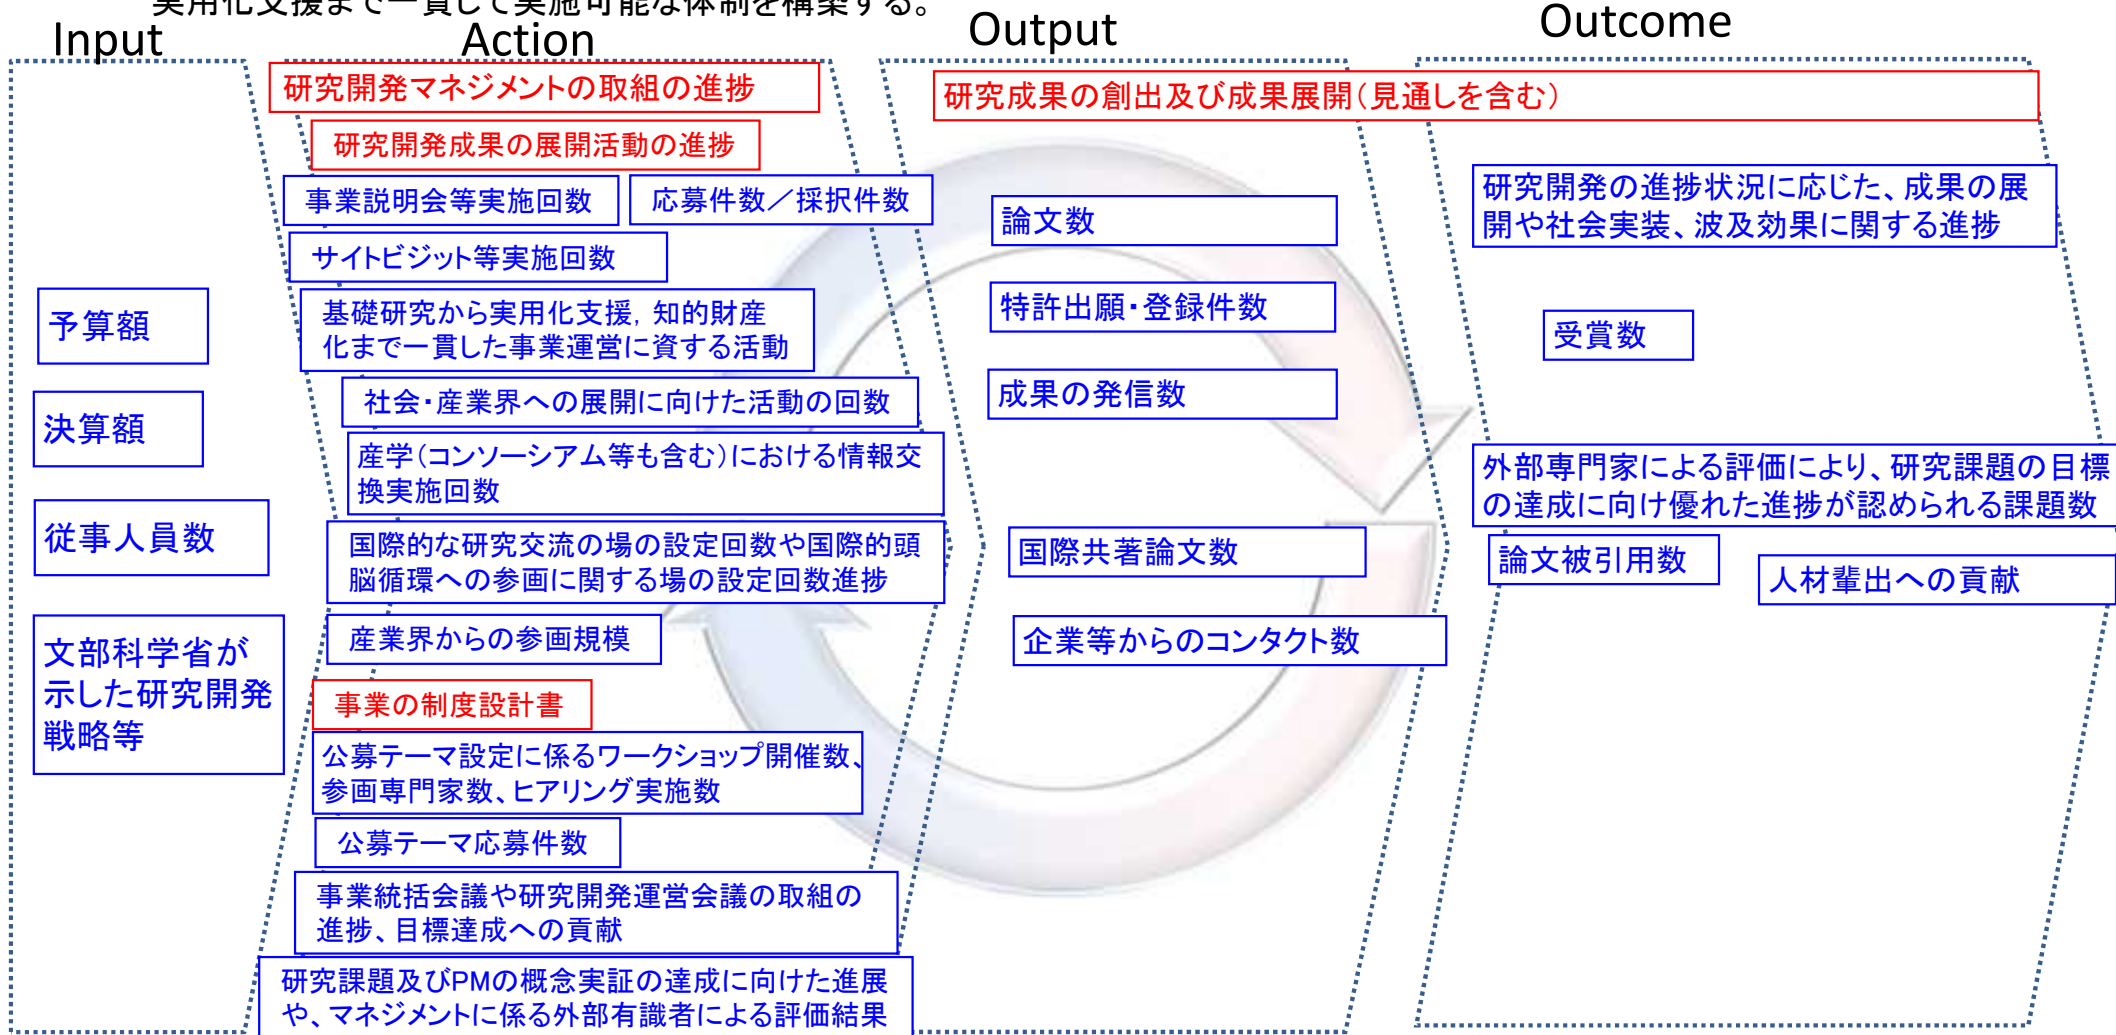 実用化支援まで一貫して実施可能な体制を構築する。
Input
Action
Output
Outcome
予算額
決算額
従事人員数
文部科学省が
示した研究開発
戦略等
研究開発マネジメントの取組の進捗
研究開発成果の展開活動の進捗
事業説明会等実施回数
応募件数／採択件数
サイトビジット等実施回数
基礎研究から実用化支援, 知的財産
化まで一貫した事業運営に資する活動
社会・産業界への展開に向けた活動の回数
産学(コンソーシアム等も含む)における情報交
換実施回数
国際的な研究交流の場の設定回数や国際的頭
脳循環への参画に関する場の設定回数進捗
産業界からの参画規模
事業の制度設計書
公募テーマ設定に係るワークショップ開催数、
参画専門家数、ヒアリング実施数
公募テーマ応募件数
事業統括会議や研究開発運営会議の取組の
進捗、目標達成への貢献
研究課題及びPMの概念実証の達成に向けた進展
や、マネジメントに係る外部有識者による評価結果
研究成果の創出及び成果展開(見通しを含む)
論文数
特許出願・登録件数
成果の発信数
国際共著論文数
企業等からのコンタクト数
研究開発の進捗状況に応じた、成果の展
開や社会実装、波及効果に関する進捗
受賞数
外部専門家による評価により、研究課題の目標
の達成に向け優れた進捗が認められる課題数
論文被引用数
人材輩出への貢献